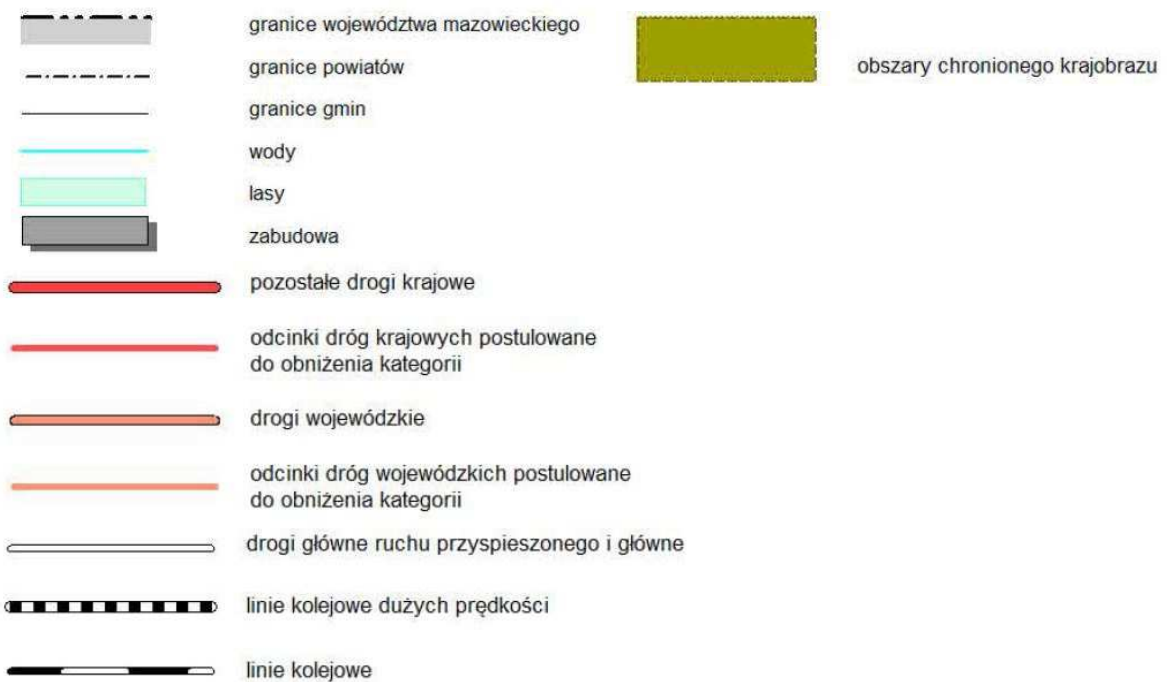 granice województwa mazowieckiego
granice powiatów
granice gmin
wody
lasy
zabudowa
pozostałe drogi krajowe
odcinki dróg krajowych postulowane
do obniżenia kategorii
drogi wojewódzkie
odcinki dróg wojewódzkich postulowane
do obniżenia kategorii
drogi główne ruchu przyspieszonego i główne
linie kolejowe dużych prędkości
linie kolejowe
obszary chronionego krajobrazu